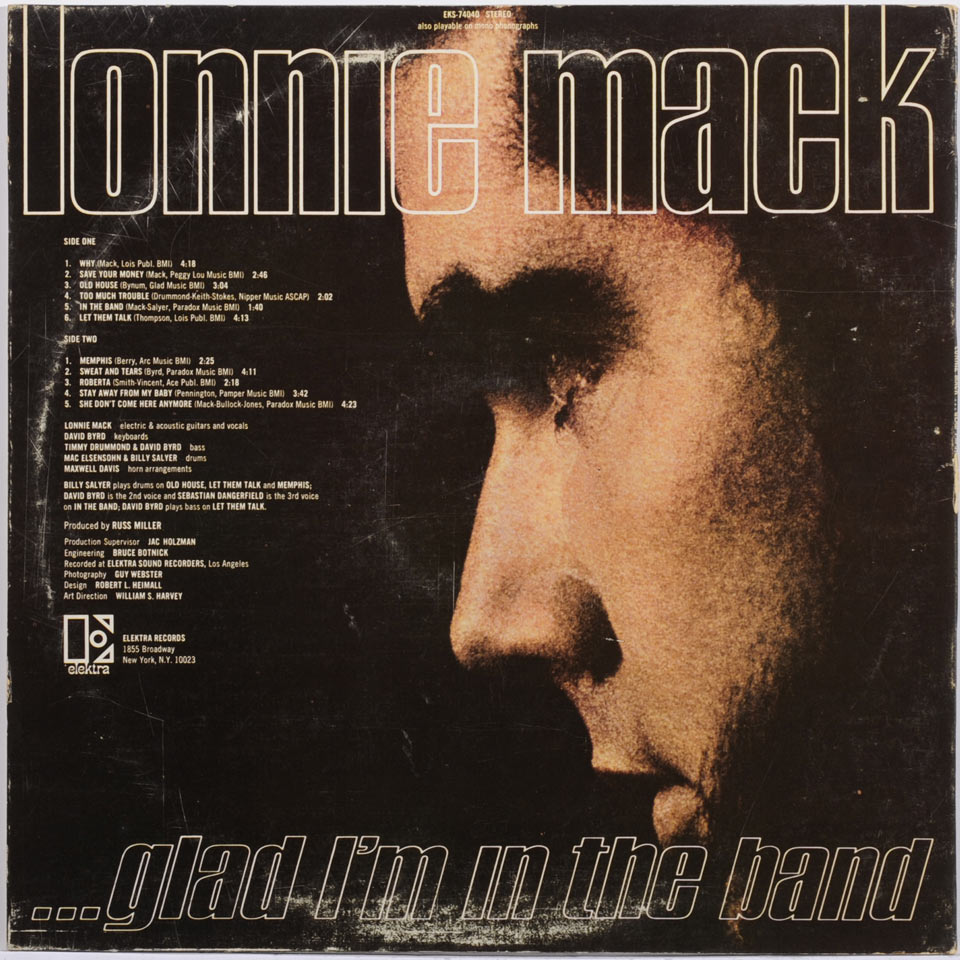 EKS-74040 STEREO
also playable on mono phonographs
lonnie mack
SIDE ONE
1. WHY (Mack, Lois Publ. BMI) 4:18
2. SAVE YOUR MONEY (Mack, Peggy Lou Music BMI) 2:46
3. OLD HOUSE (Bynum, Glad Music BMI) 3:04
4. TOO MUCH TROUBLE (Drummond-Keith-Stokes, Nipper Music ASCAP) 2:02
5. IN THE BAND (Mack-Salyer, Paradox Music BMI) 1:40
6. LET THEM TALK (Thompson, Lois Publ. BMI) 4:13
SIDE TWO
1. MEMPHIS (Berry, Arc Music BMI) 2:25
2. SWEAT AND TEARS (Byrd, Paradox Music BMI) 4:11
3. ROBERTA (Smith-Vincent, Ace Publ. BMI) 2:18
4. STAY AWAY FROM MY BABY (Pennington, Pamper Music BMI) 3:42
5. SHE DON'T COME HERE ANYMORE (Mack-Bullock-Jones, Paradox Music BMI) 4:23
LONNIE MACK electric & acoustic guitars and vocals
DAVID BYRD keyboards
TIMMY DRUMMOND & DAVID BYRD bass
MAC ELSENSOHN & BILLY SALYER drums
MAXWELL DAVIS horn arrangements
BILLY SALYER plays drums on OLD HOUSE, LET THEM TALK and MEMPHIS;
DAVID BYRD is the 2nd voice and SEBASTIAN DANGERFIELD is the 3rd voice
on IN THE BAND; DAVID BYRD plays bass on LET THEM TALK.
Produced by RUSS MILLER
Production Supervisor JAC HOLZMAN
Engineering BRUCE BOTNICK
Recorded at ELEKTRA SOUND RECORDERS, Los Angeles
Photography GUY WEBSTER
Design ROBERT L. HEIMALL
Art Direction WILLIAM S. HARVEY
elektra
ELEKTRA RECORDS
1855 Broadway
New York, N.Y. 10023
...glad I'm in the band